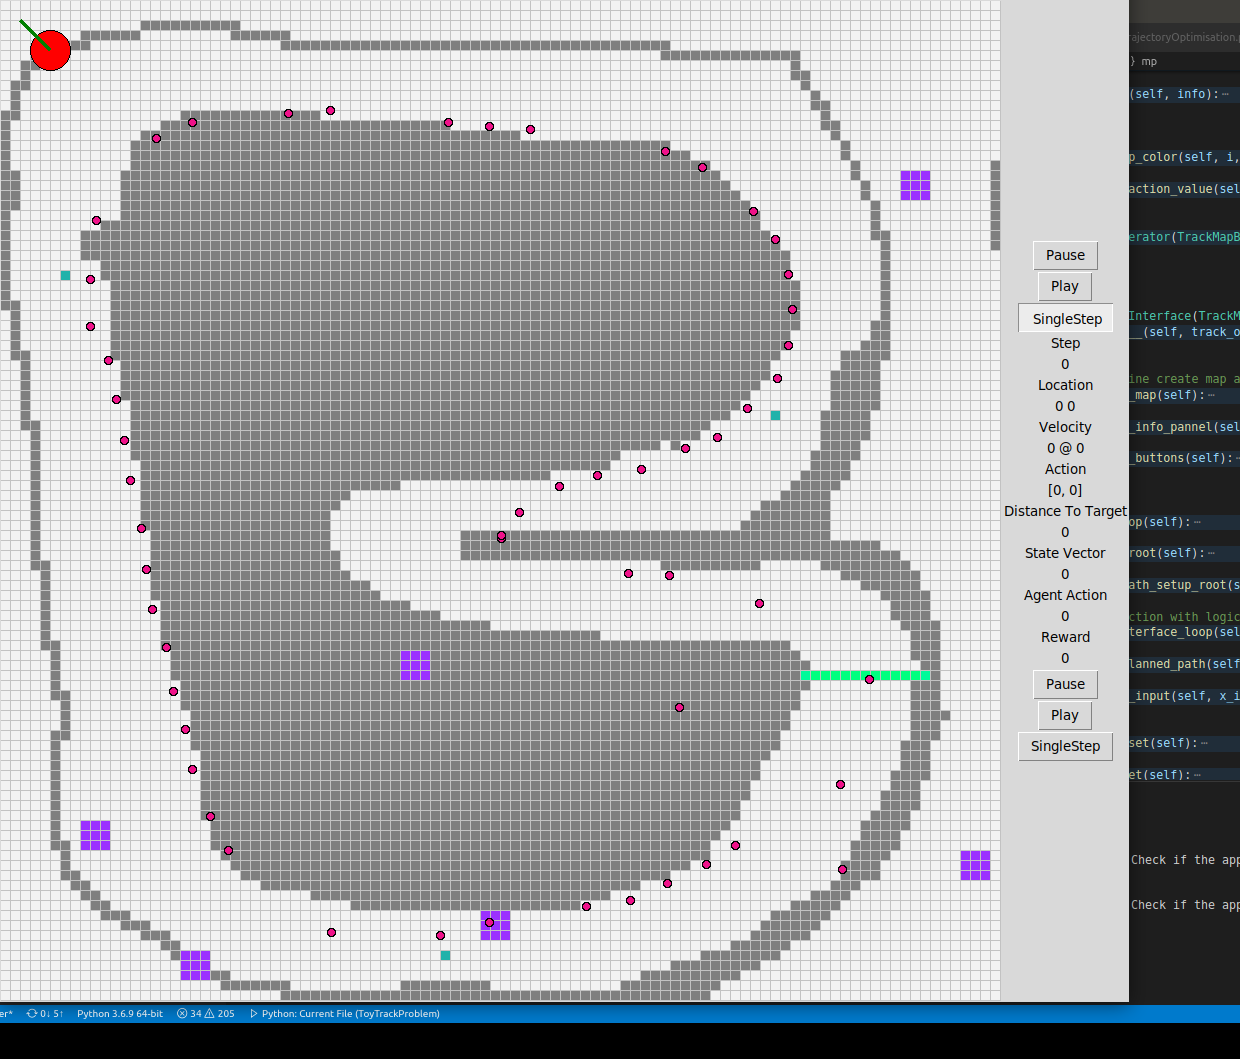 rajectoryOptimisation.p
} mp
(self, info):⋯
p_color(self, i,
action_value(sel
erator(TrackMapB
Pause
Play
SingleStep
Interface(TrackM
__(self, track_o
Step
0
ine create map a
Location
_map(self):⋯
0 0
Velocity
_info_pannel(sel
0 @ 0
_buttons(self):⋯
Action
[0, 0]
Distance To Target
op(self):⋯
0
State Vector
root(self):⋯
0
ath_setup_root(s
Agent Action
0
ction with logic
Reward
terface_loop(sel
0
lanned_path(self
Pause
_input(self, x_i
Play
SingleStep
set(self):⋯
et(self):⋯
Check if the app
Check if the app
er* 0↓ 5↑ Python 3.6.9 64-bit 34 205 Python: Current File (ToyTrackProblem)